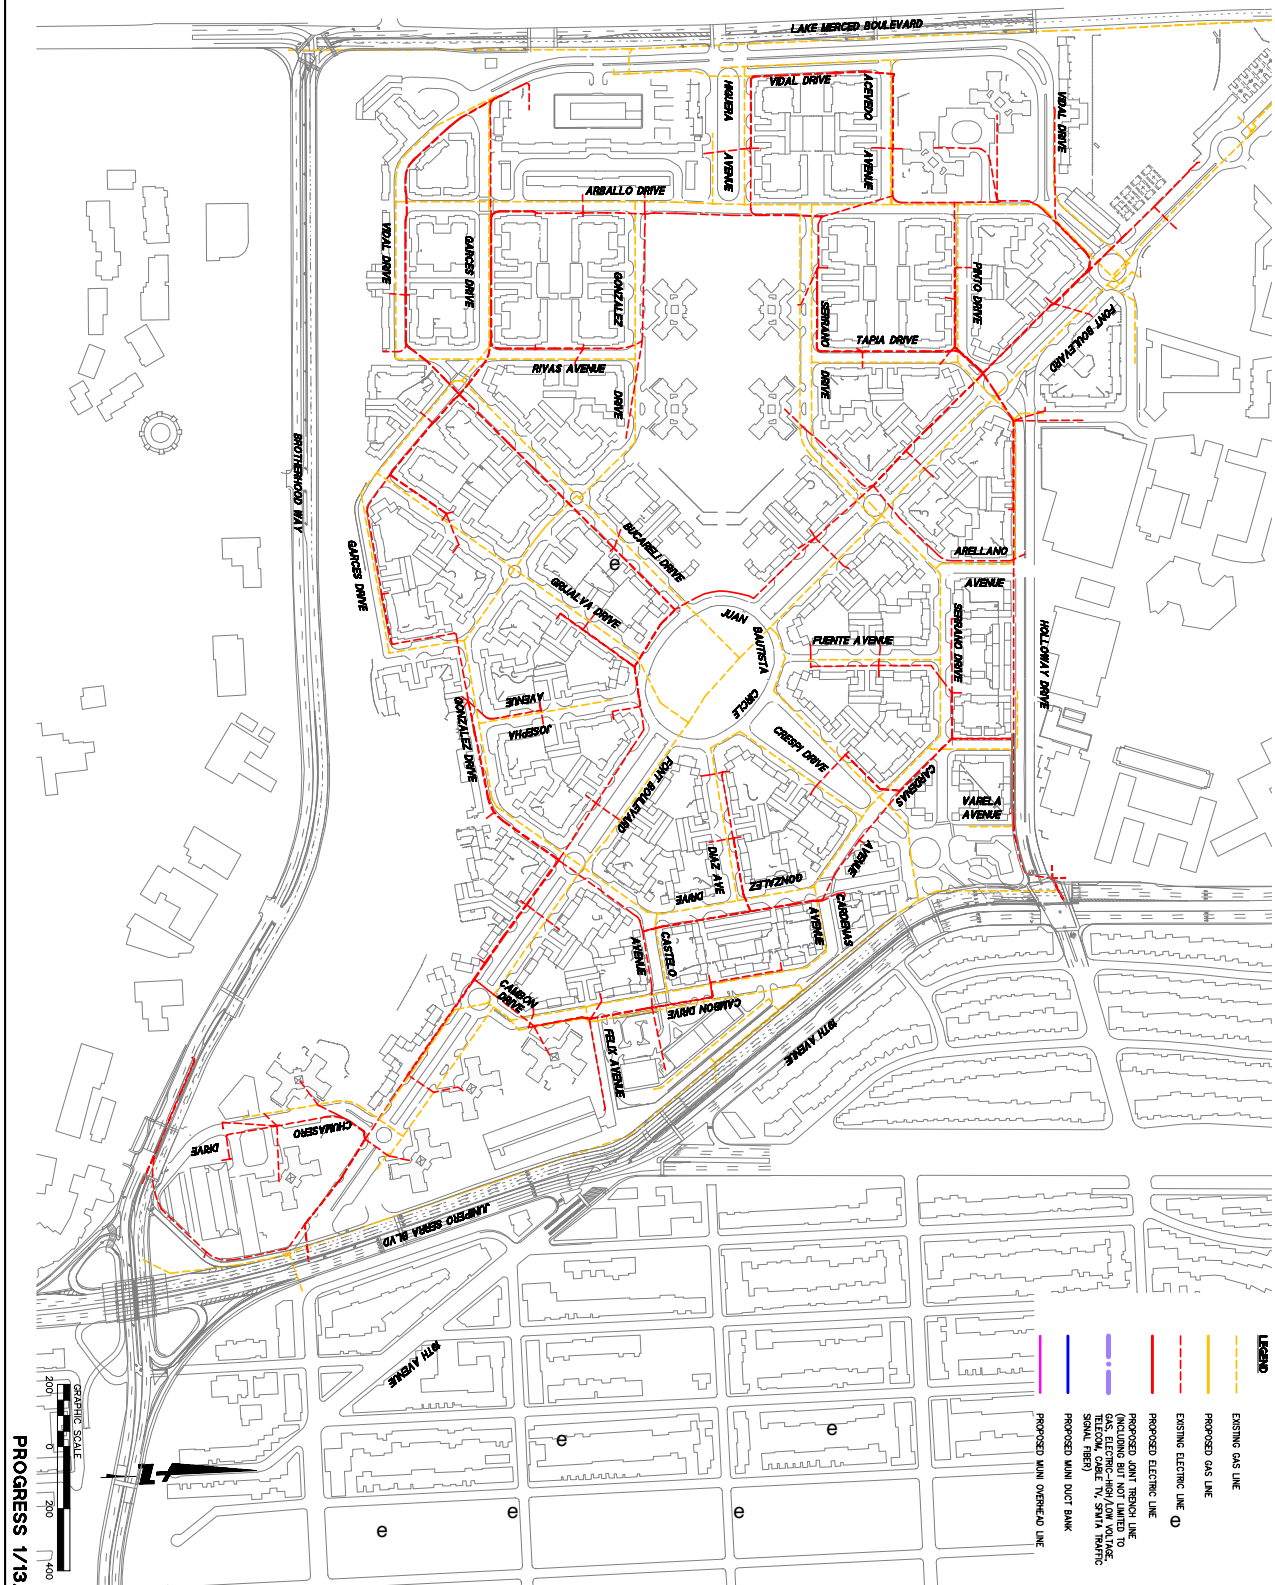 LAKE MERCED BOULEVARD
VIDAL DRIVE
HIGUERA
AVENUE
ACEVEDO
AVENUE
VIDAL DRIVE
ARBALLO DRIVE
VIDAL DRIVE
GARCES DRIVE
GONZALEZ
DRIVE
SERRANO
DRIVE
TAPIA DRIVE
PINTO DRIVE
FONT BOULEVARD
RIVAS AVENUE
BROTHERHOOD WAY
GARCES DRIVE
BUCARELI DRIVE
e
GRIJALVA DRIVE
JUAN
BAUTISTA
CIRCLE
ARELLANO
AVENUE
SERRANO DRIVE
FUENTE AVENUE
HOLLOWAY DRIVE
AVENUE
JOSEPHA
GONZALEZ DRIVE
CRESPI DRIVE
CARDENAS
AVENUE
VARELA
AVENUE
FONT BOULEVARD
DIAZ AVE
GONZALEZ
DRIVE
CARDENAS
AVENUE
CASTELO
AVENUE
CAMBON
DRIVE
CAMBON DRIVE
FELIX AVENUE
19TH AVENUE
CHUMASERO
DRIVE
JUNIPERO SERRA BLVD
19TH AVENUE
e
e
e
e
e
LEGEND
EXISTING GAS LINE
PROPOSED GAS LINE
EXISTING ELECTRIC LINE e
PROPOSED ELECTRIC LINE
PROPOSED JOINT TRENCH LINE
(INCLUDING BUT NOT LIMITED TO
GAS, ELECTRIC-HIGH/LOW VOLTAGE,
TELECOM, CABLE TV, SFMTA TRAFFIC
SIGNAL FIBER)
PROPOSED MUNI DUCT BANK
PROPOSED MUNI OVERHEAD LINE
GRAPHIC SCALE
200 0 200 400
PROGRESS 1/13